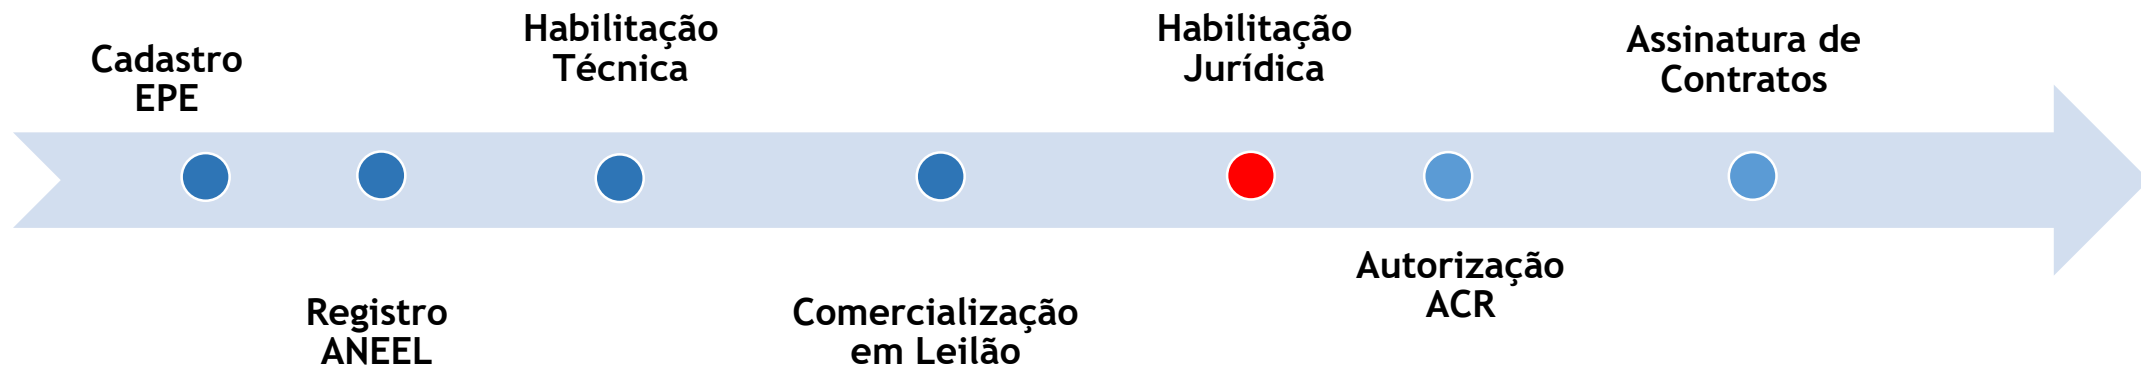 Cadastro
EPE
Registro
ANEEL
Habilitação
Técnica
Comercialização
em Leilão
Habilitação
Jurídica
Autorização
ACR
Assinatura de
Contratos